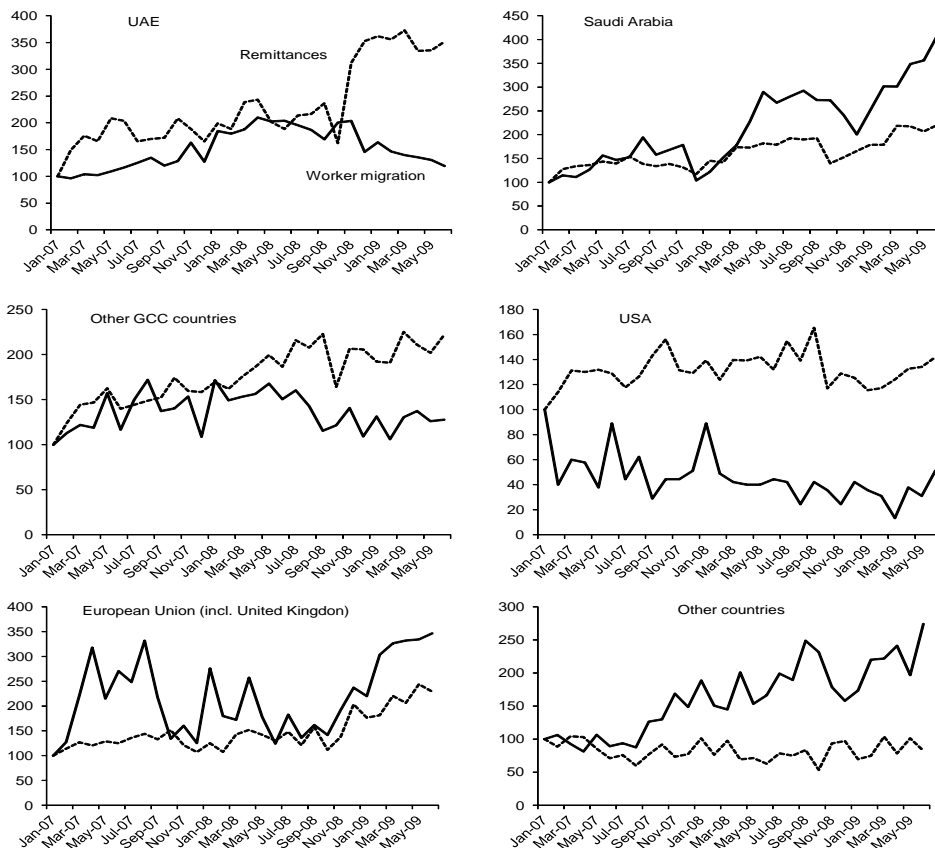 UAE
Remittances
Worker migration
400
350
300
250
200
150
100
50
0
Jan-07
Mar-07
May-07
Jul-07
Sep-07
Nov-07
Jan-08
Mar-08
May-08
Jul-08
Sep-08
Nov-08
Jan-09
Mar-09
May-09
Saudi Arabia
450
400
350
300
250
200
150
100
50
0
Jan-07
Mar-07
May-07
Jul-07
Sep-07
Nov-07
Jan-08
Mar-08
May-08
Jul-08
Sep-08
Nov-08
Jan-09
Mar-09
May-09
Other GCC countries
250
200
150
100
50
0
Jan-07
Mar-07
May-07
Jul-07
Sep-07
Nov-07
Jan-08
Mar-08
May-08
Jul-08
Sep-08
Nov-08
Jan-09
Mar-09
May-09
USA
180
160
140
120
100
80
60
40
20
0
Jan-07
Mar-07
May-07
Jul-07
Sep-07
Nov-07
Jan-08
Mar-08
May-08
Jul-08
Sep-08
Nov-08
Jan-09
Mar-09
May-09
European Union (incl. United Kingdon)
400
350
300
250
200
150
100
50
0
Jan-07
Mar-07
May-07
Jul-07
Sep-07
Nov-07
Jan-08
Mar-08
May-08
Jul-08
Sep-08
Nov-08
Jan-09
Mar-09
May-09
Other countries
300
250
200
150
100
50
0
Jan-07
Mar-07
May-07
Jul-07
Sep-07
Nov-07
Jan-08
Mar-08
May-08
Jul-08
Sep-08
Nov-08
Jan-09
Mar-09
May-09